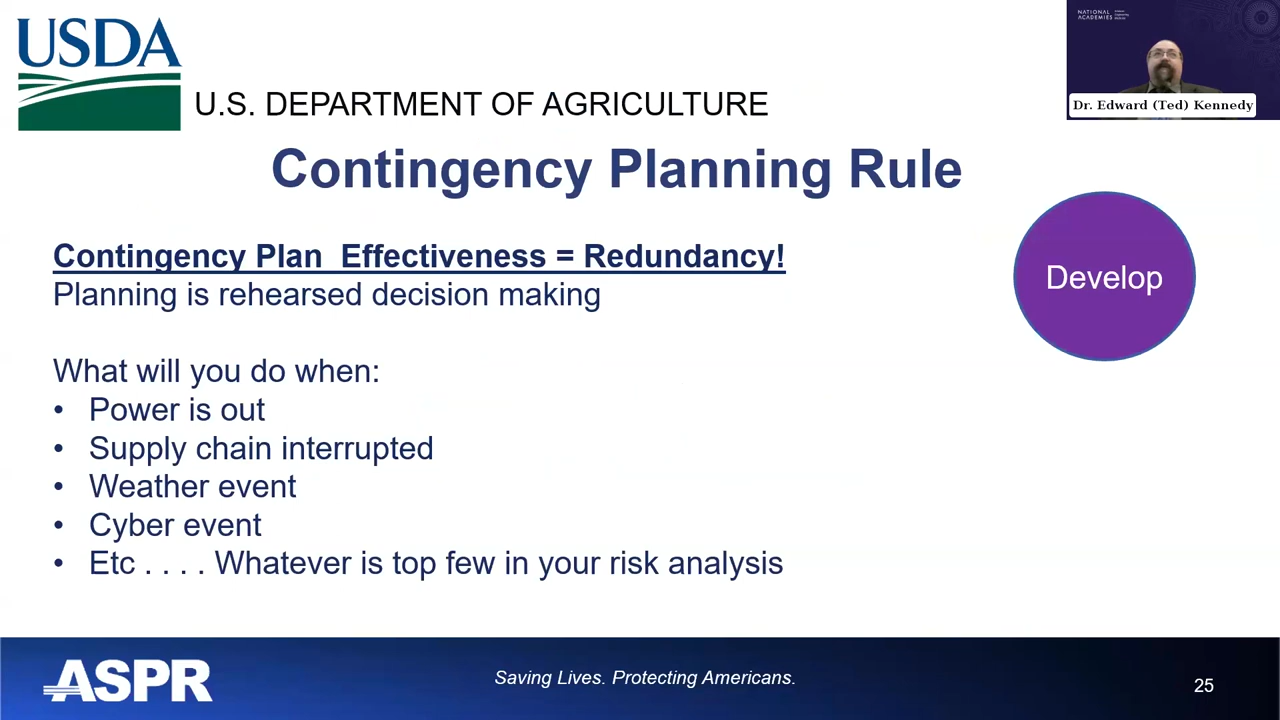 USDA
U.S. DEPARTMENT OF AGRICULTURE
NATIONAL
ACADEMIES
Dr. Edward (Ted) Kennedy
Contingency Planning Rule
Contingency Plan  Effectiveness = Redundancy!
Planning is rehearsed decision making
Develop
What will you do when:
• Power is out
• Supply chain interrupted
• Weather event
• Cyber event
• Etc . . . . Whatever is top few in your risk analysis
ASPR
Saving Lives. Protecting Americans.
25